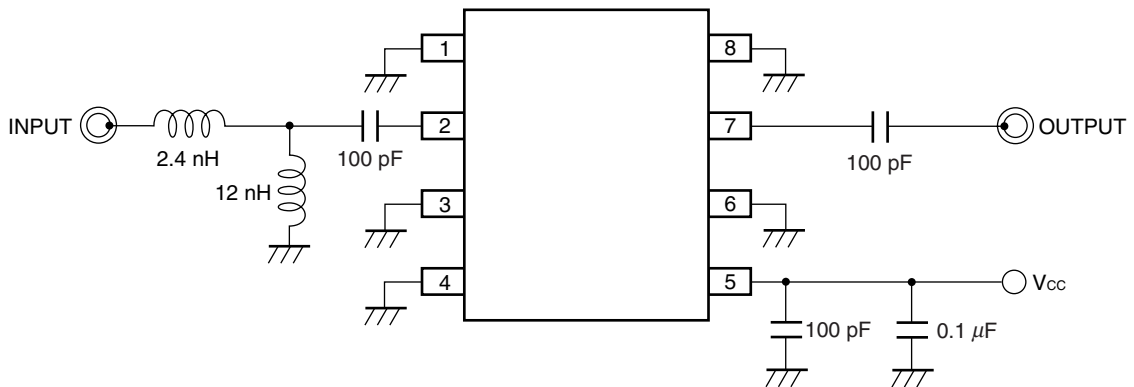 1 8
INPUT 2.4 nH 100 pF 2 7 100 pF OUTPUT
12 nH
3 6
4 5 Vcc
100 pF 0.1 μF